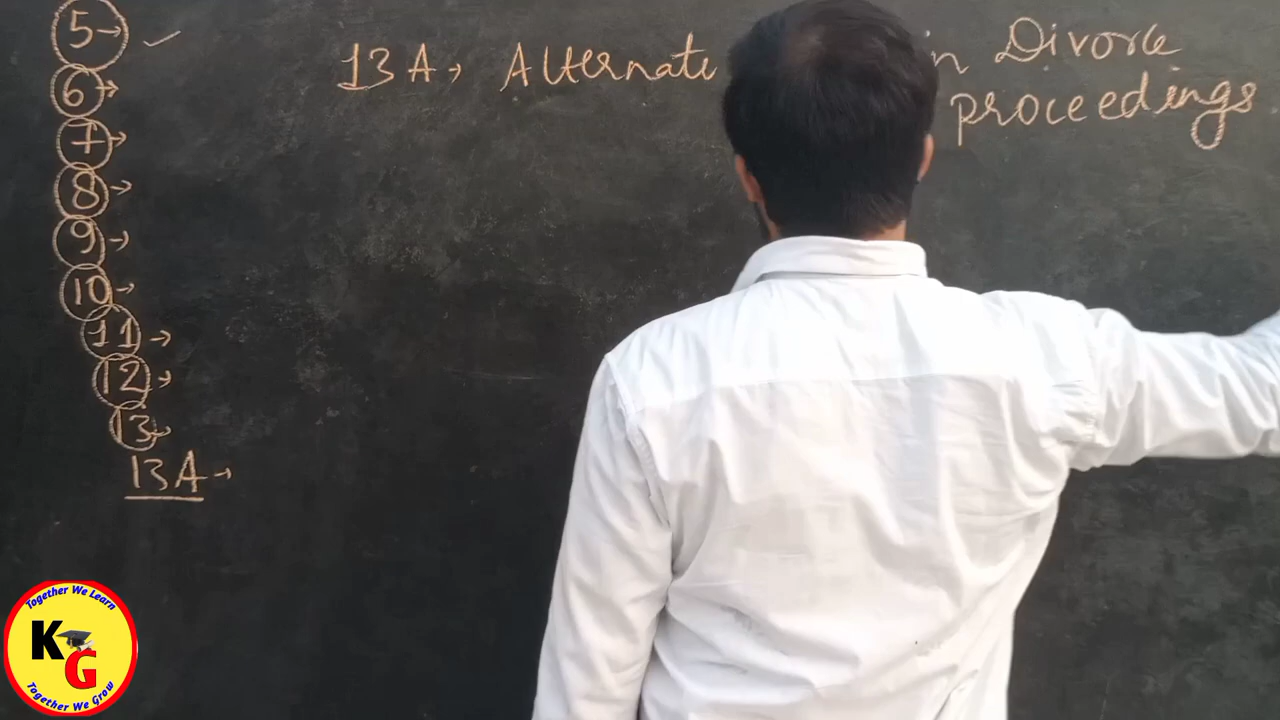 5→ ✓
6→
7→
8→
9→
10→
11→
12→
13→
13A→
13A→ Alternate in Divorce
proceedings
Together We Learn
KG
Together We Grow